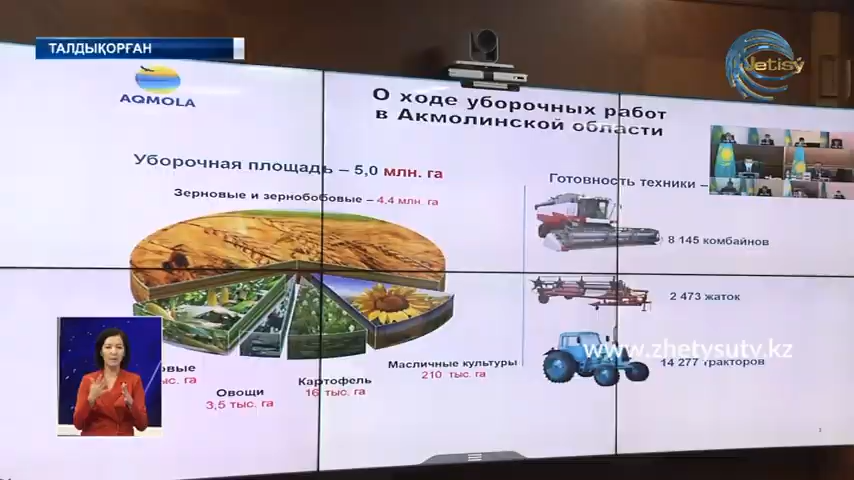 ТАЛДЫҚОРҒАН
Jetisý
AQMOLA
О ходе уборочных работ
в Акмолинской области
Уборочная площадь – 5,0 млн. га
Зерновые и зернобобовые – 4,4 млн. га
Готовность техники –
8 145 комбайнов
2 473 жаток
www.zhetysutv.kz
14 277 тракторов
Масличные культуры
210 тыс. га
Картофель
16 тыс. га
Овощи
3,5 тыс. га
га